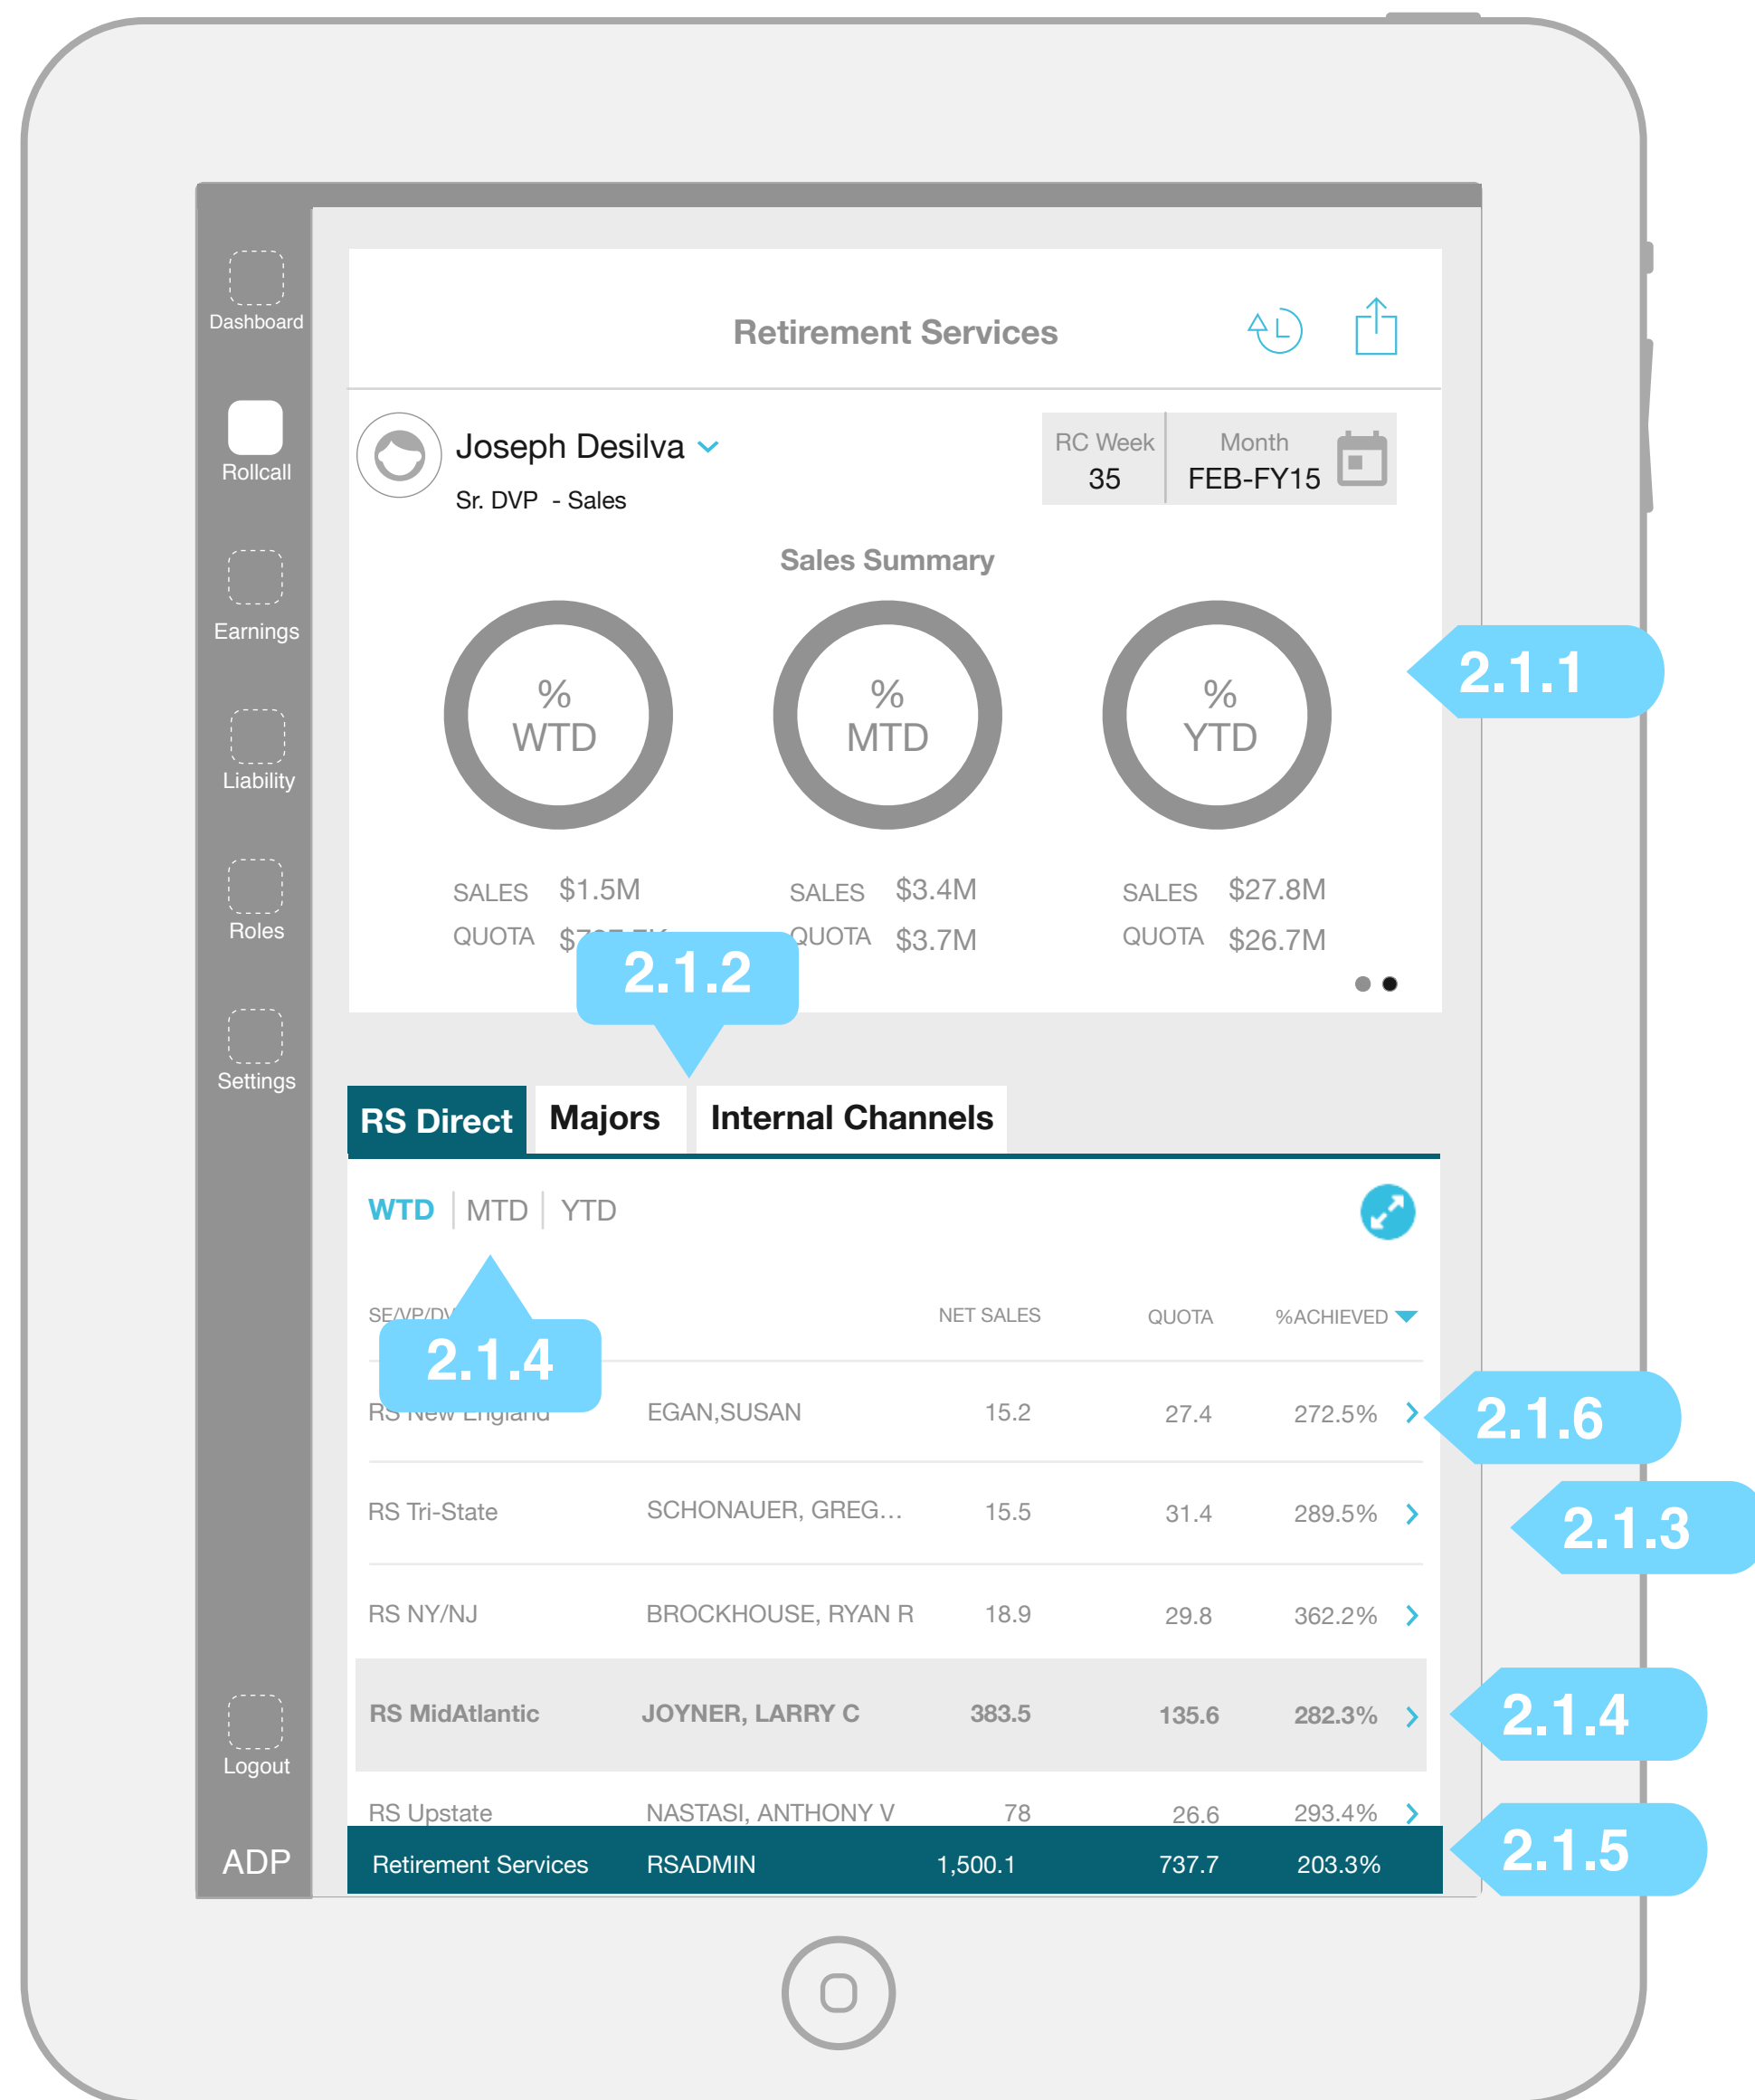 Dashboard
Rollcall
Earnings
Liability
Roles
Settings
Logout
ADP
Retirement Services
Joseph Desilva
Sr. DVP - Sales
RC Week
35
Month
FEB-FY15
Sales Summary
% WTD
% MTD
% YTD
2.1.1
SALES $1.5M
QUOTA
SALES $3.4M
QUOTA $3.7M
SALES $27.8M
QUOTA $26.7M
2.1.2
RS Direct Majors Internal Channels
WTD MTD YTD
2.1.4
NET SALES QUOTA %ACHIEVED
RS New England EGAN,SUSAN 15.2 27.4 272.5%
2.1.6
RS Tri-State SCHONAUER, GREG... 15.5 31.4 289.5%
2.1.3
RS NY/NJ BROCKHOUSE, RYAN R 18.9 29.8 362.2%
RS MidAtlantic JOYNER, LARRY C 383.5 135.6 282.3%
2.1.4
RS Upstate NASTASI, ANTHONY V 78 26.6 293.4%
Retirement Services RSADMIN 1,500.1 737.7 203.3%
2.1.5